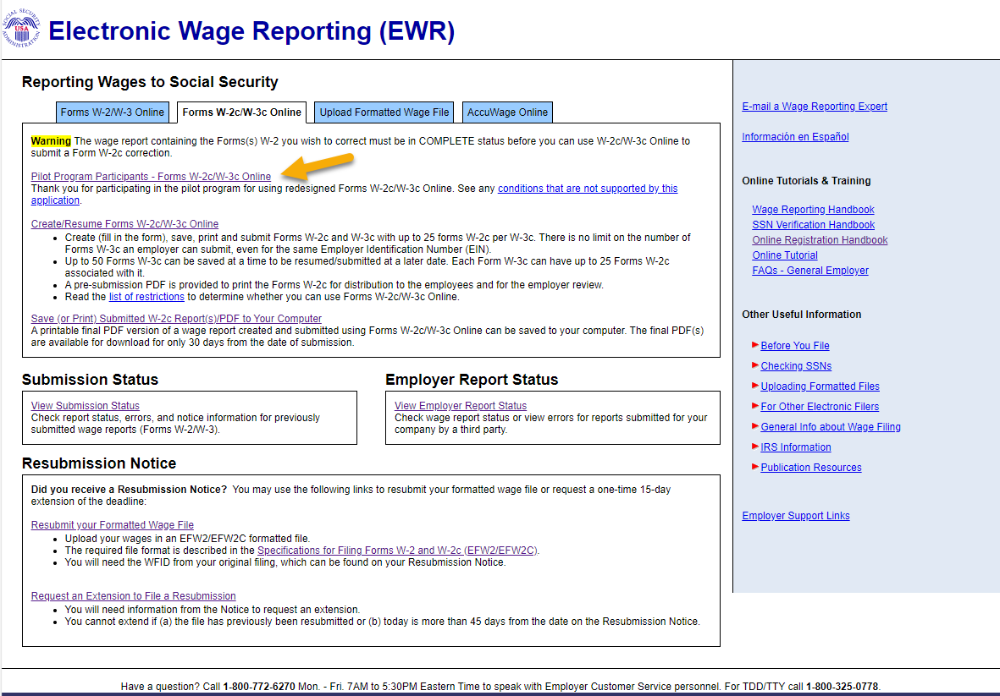 SOCIAL SECURITY ADMINISTRATION
USA
Electronic Wage Reporting (EWR)
Reporting Wages to Social Security
Forms W-2/W-3 Online
Forms W-2c/W-3c Online
Upload Formatted Wage File
AccuWage Online
Warning The wage report containing the Forms(s) W-2 you wish to correct must be in COMPLETE status before you can use W-2c/W-3c Online to
submit a Form W-2c correction.
Pilot Program Participants - Forms W-2c/W-3c Online
Thank you for participating in the pilot program for using redesigned Forms W-2c/W-3c Online. See any conditions that are not supported by this
application.
Create/Resume Forms W-2c/W-3c Online
• Create (fill in the form), save, print and submit Forms W-2c and W-3c with up to 25 forms W-2c per W-3c. There is no limit on the number of
Forms W-3c an employer can submit, even for the same Employer Identification Number (EIN).
• Up to 50 Forms W-3c can be saved at a time to be resumed/submitted at a later date. Each Form W-3c can have up to 25 Forms W-2c
associated with it.
• A pre-submission PDF is provided to print the Forms W-2c for distribution to the employees and for the employer review.
• Read the list of restrictions to determine whether you can use Forms W-2c/W-3c Online.
Save (or Print) Submitted W-2c Report(s)/PDF to Your Computer
A printable final PDF version of a wage report created and submitted using Forms W-2c/W-3c Online can be saved to your computer. The final PDF(s)
are available for download for only 30 days from the date of submission.
Submission Status
View Submission Status
Check report status, errors, and notice information for previously
submitted wage reports (Forms W-2/W-3).
Employer Report Status
View Employer Report Status
Check wage report status or view errors for reports submitted for your
company by a third party.
Resubmission Notice
Did you receive a Resubmission Notice? You may use the following links to resubmit your formatted wage file or request a one-time 15-day
extension of the deadline:
Resubmit your Formatted Wage File
• Upload your wages in an EFW2/EFW2C formatted file.
• The required file format is described in the Specifications for Filing Forms W-2 and W-2c (EFW2/EFW2C).
• You will need the WFID from your original filing, which can be found on your Resubmission Notice.
Request an Extension to File a Resubmission
• You will need information from the Notice to request an extension.
• You cannot extend if (a) the file has previously been resubmitted or (b) today is more than 45 days from the date on the Resubmission Notice.
E-mail a Wage Reporting Expert
Información en Español
Online Tutorials & Training
Wage Reporting Handbook
SSN Verification Handbook
Online Registration Handbook
Online Tutorial
FAQs - General Employer
Other Useful Information
Before You File
Checking SSNs
Uploading Formatted Files
For Other Electronic Filers
General Info about Wage Filing
IRS Information
Publication Resources
Employer Support Links
Have a question? Call 1-800-772-6270 Mon. - Fri. 7AM to 5:30PM Eastern Time to speak with Employer Customer Service personnel. For TDD/TTY call 1-800-325-0778.